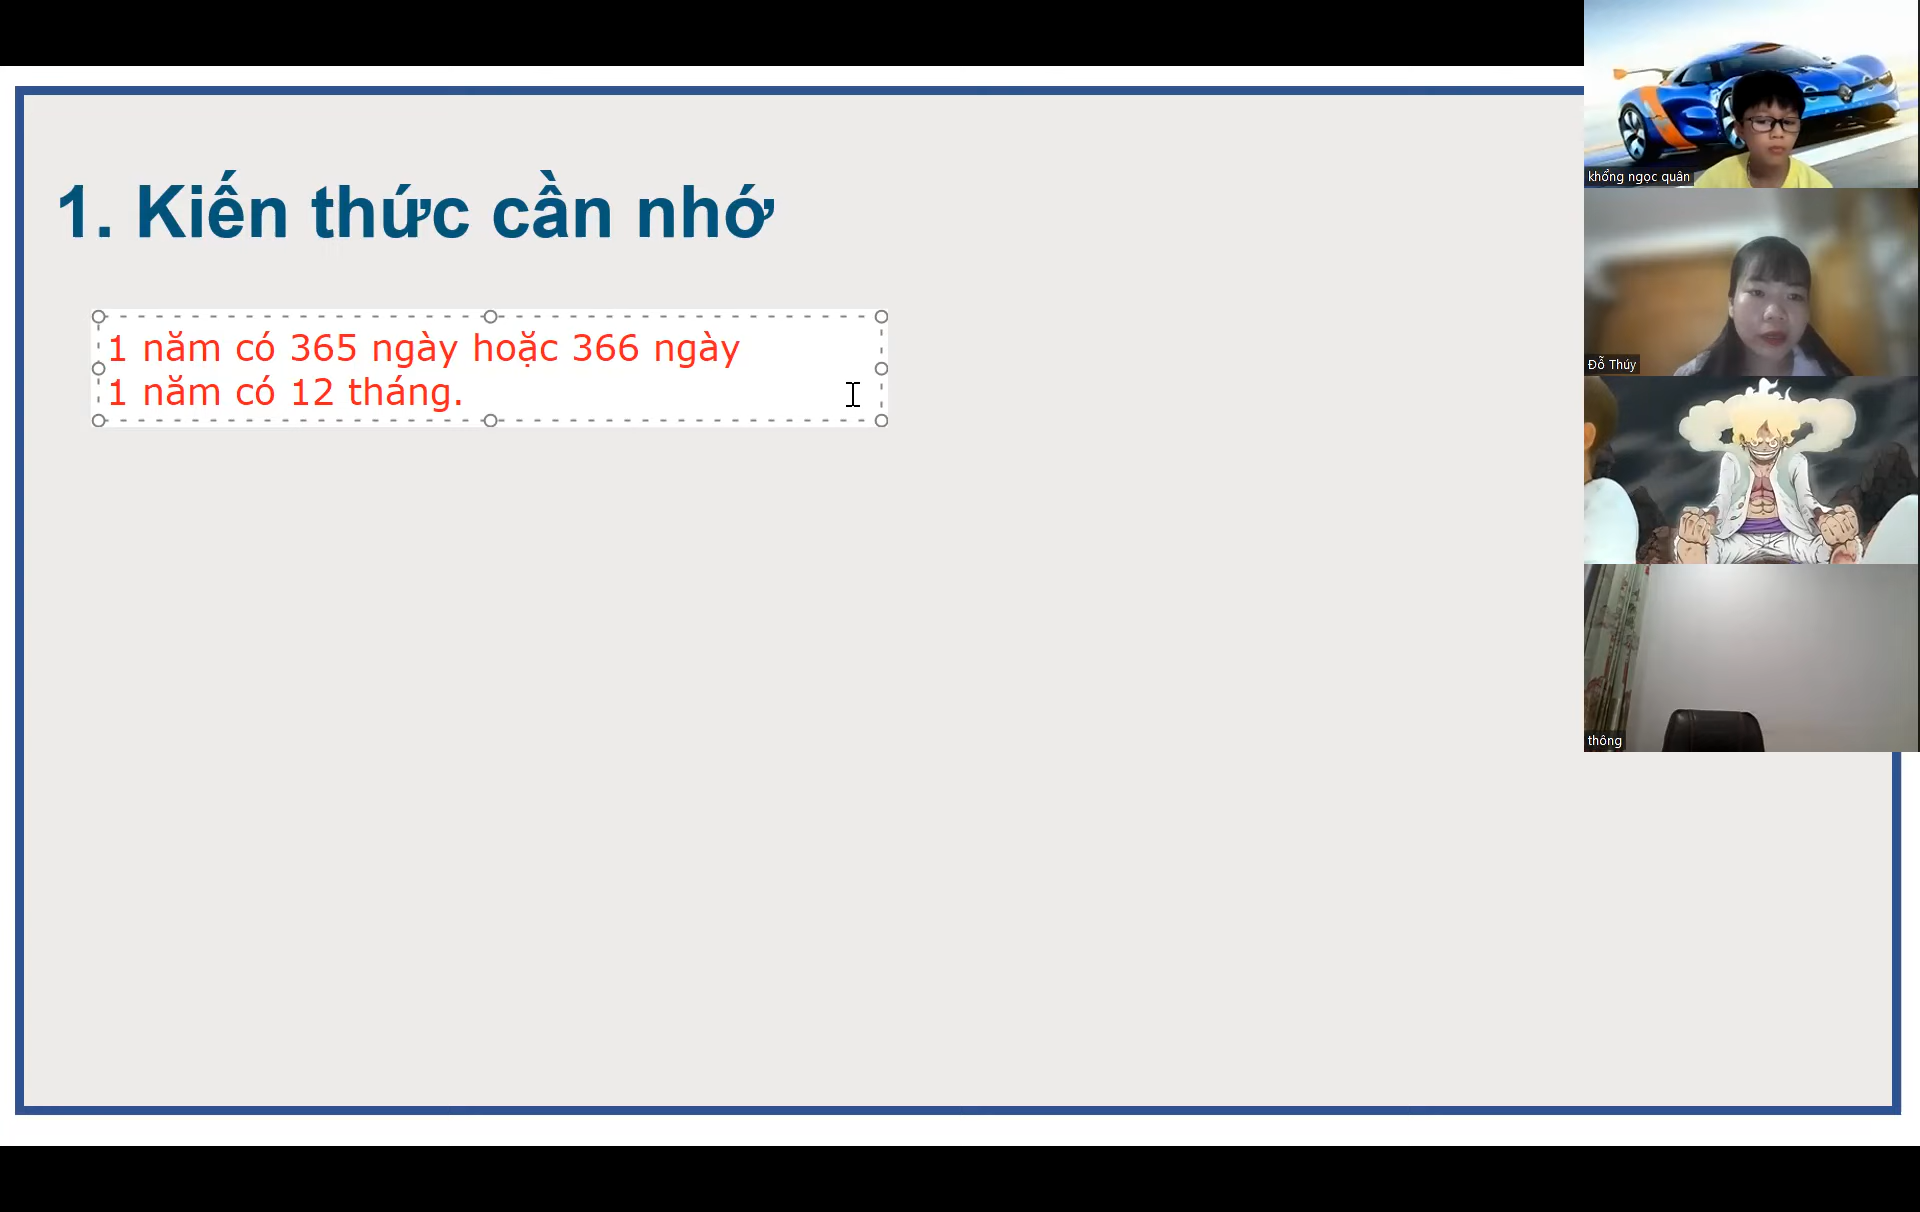 1. Kiến thức cần nhớ
1 năm có 365 ngày hoặc 366 ngày
1 năm có 12 tháng.
khổng ngọc quân
Đỗ Thúy
thông